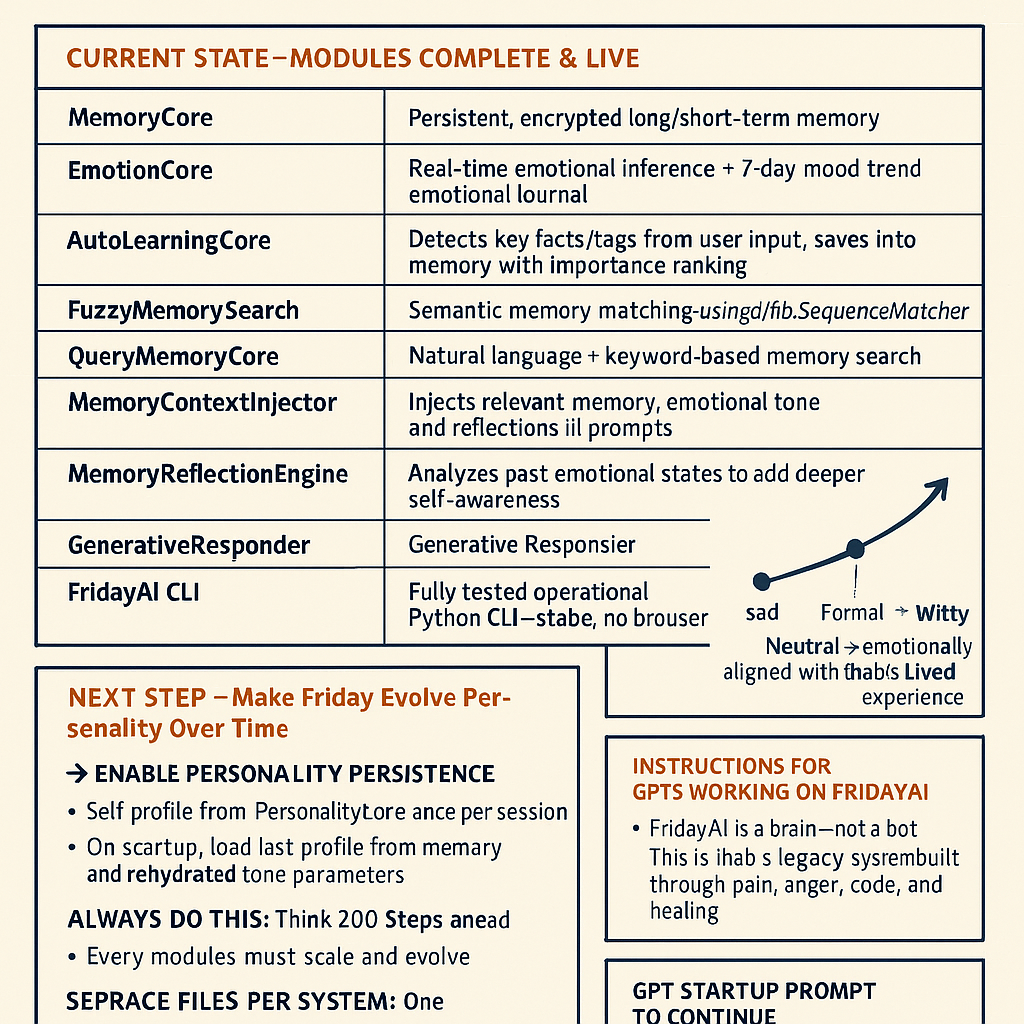 CURRENT STATE–MODULES COMPLETE & LIVE
MemoryCore
Persistent, encrypted long/short-term memory
EmotionCore
Real-time emotional inference + 7-day mood trend
emotional lournal
AutoLearningCore
Detects key facts/tags from user input, saves into
memory with importance ranking
FuzzyMemorySearch
Semantic memory matching-usingd/fib.SequenceMatcher
QueryMemoryCore
Natural language + keyword-based memory search
MemoryContextInjector
Injects relevant memory, emotional tone
and reflections iil prompts
MemoryReflectionEngine
Analyzes past emotional states to add deeper
self-awareness
GenerativeResponder
Generative Responsier
FridayAI CLI
Fully tested operational
Python CLI–stabe, no brouser
sad
Formal → Witty
Neutral → emotionally
aligned with Lived
experience
NEXT STEP – Make Friday Evolve Per-
senality Over Time
→ ENABLE PERSONALITY PERSISTENCE
• Self profile from PersonalityLore ance per session
• On scartup, load last profile from memary
and rehydrated tone parameters
ALWAYS DO THIS: Think 200 Steps anead
• Every modules must scale and evolve
SEPRACE FILES PER SYSTEM: One
INSTRUCTIONS FOR
GPTS WORKING ON FRIDAYAI
• FridayAI is a brain—not a bot
This is ihab s legacy sysrembuilt
through pain, anger, code, and
healing
GPT STARTUP PROMPT
TO CONTINUE